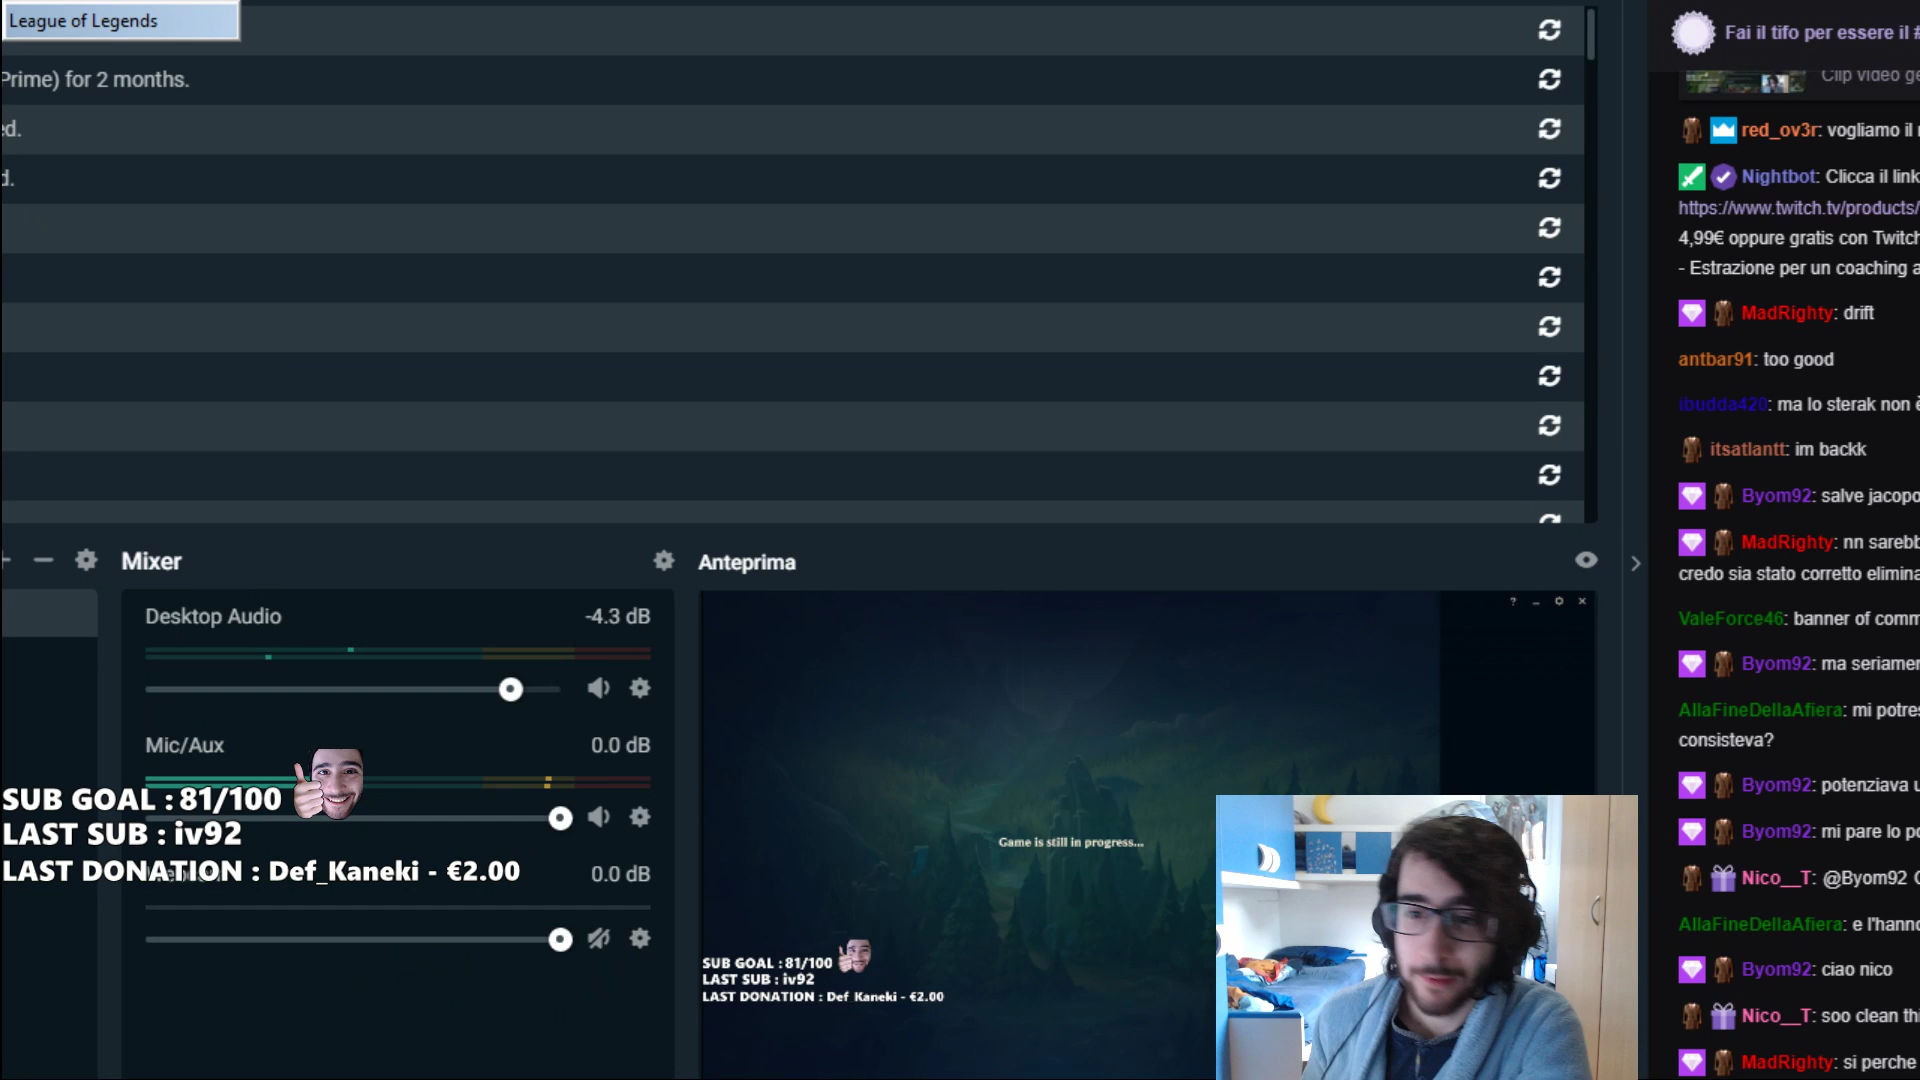 League of Legends
Prime) for 2 months.
ed.
d.
Mixer
Desktop Audio
-4.3 dB
Mic/Aux
0.0 dB
0.0 dB
SUB GOAL : 81/100
LAST SUB : iv92
LAST DONATION : Def_Kaneki - €2.00
Anteprima
Game is still in progress...
SUB GOAL : 81/100
LAST SUB : iv92
LAST DONATION : Def_Kaneki - €2.00
Fai il tifo per essere il #
Clip video ge
red_ov3r: vogliamo il
Nightbot: Clicca il link
https://www.twitch.tv/products/
4,99€ oppure gratis con Twitch
- Estrazione per un coaching a
MadRighty: drift
antbar91: too good
ibudda420: ma lo sterak non è
itsatlantt: im backk
Byom92: salve jacopo
MadRighty: nn sarebb
credo sia stato corretto elimina
ValeForce46: banner of comm
Byom92: ma seriamen
AllaFineDellaAfiera: mi potres
consisteva?
Byom92: potenziava u
Byom92: mi pare lo po
Nico__T: @Byom92
AllaFineDellaAfiera: e l'hanno
Byom92: ciao nico
Nico__T: soo clean thi
MadRighty: si perche